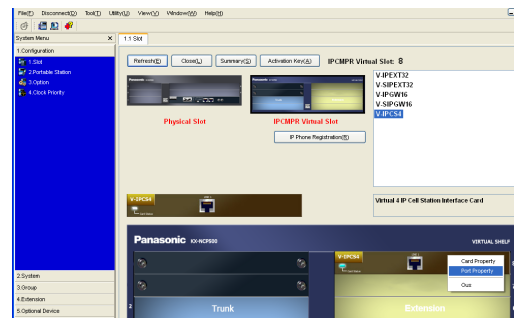 File(F) Disconnect(D) Tool(T) Utility(U) View(V) Window(W) Help(H)
System Menu X
1.1 Slot
1.Configuration
1.Slot
2.Portable Station
3.Option
4.Clock Priority
Refresh(E) Close(L) Summary(S) Activation Key(A) IPCMPR Virtual Slot: 8
V-IPEXT32
V-SIPEXT32
V-IPGW16
V-SIPGW16
V-IPCS4
Physical Slot
IPCMPR Virtual Slot
IP Phone Registration(R)
V-IPCS4
Virtual 4 IP Cell Station Interface Card
Panasonic KX-NCP500
VIRTUAL SHELF
V-IPCS4
Card Property
Port Property
Ous
2.System
3.Group
4.Extension
5.Optional Device
2
Trunk
Extension